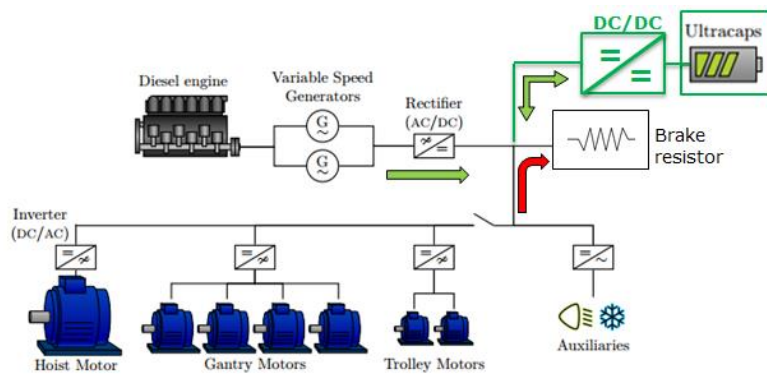 DC/DC
Ultracaps
Diesel engine
Variable Speed
Generators
Rectifier
(AC/DC)
G
G
Brake
resistor
Inverter
(DC/AC)
Hoist Motor
Gantry Motors
Trolley Motors
Auxiliaries